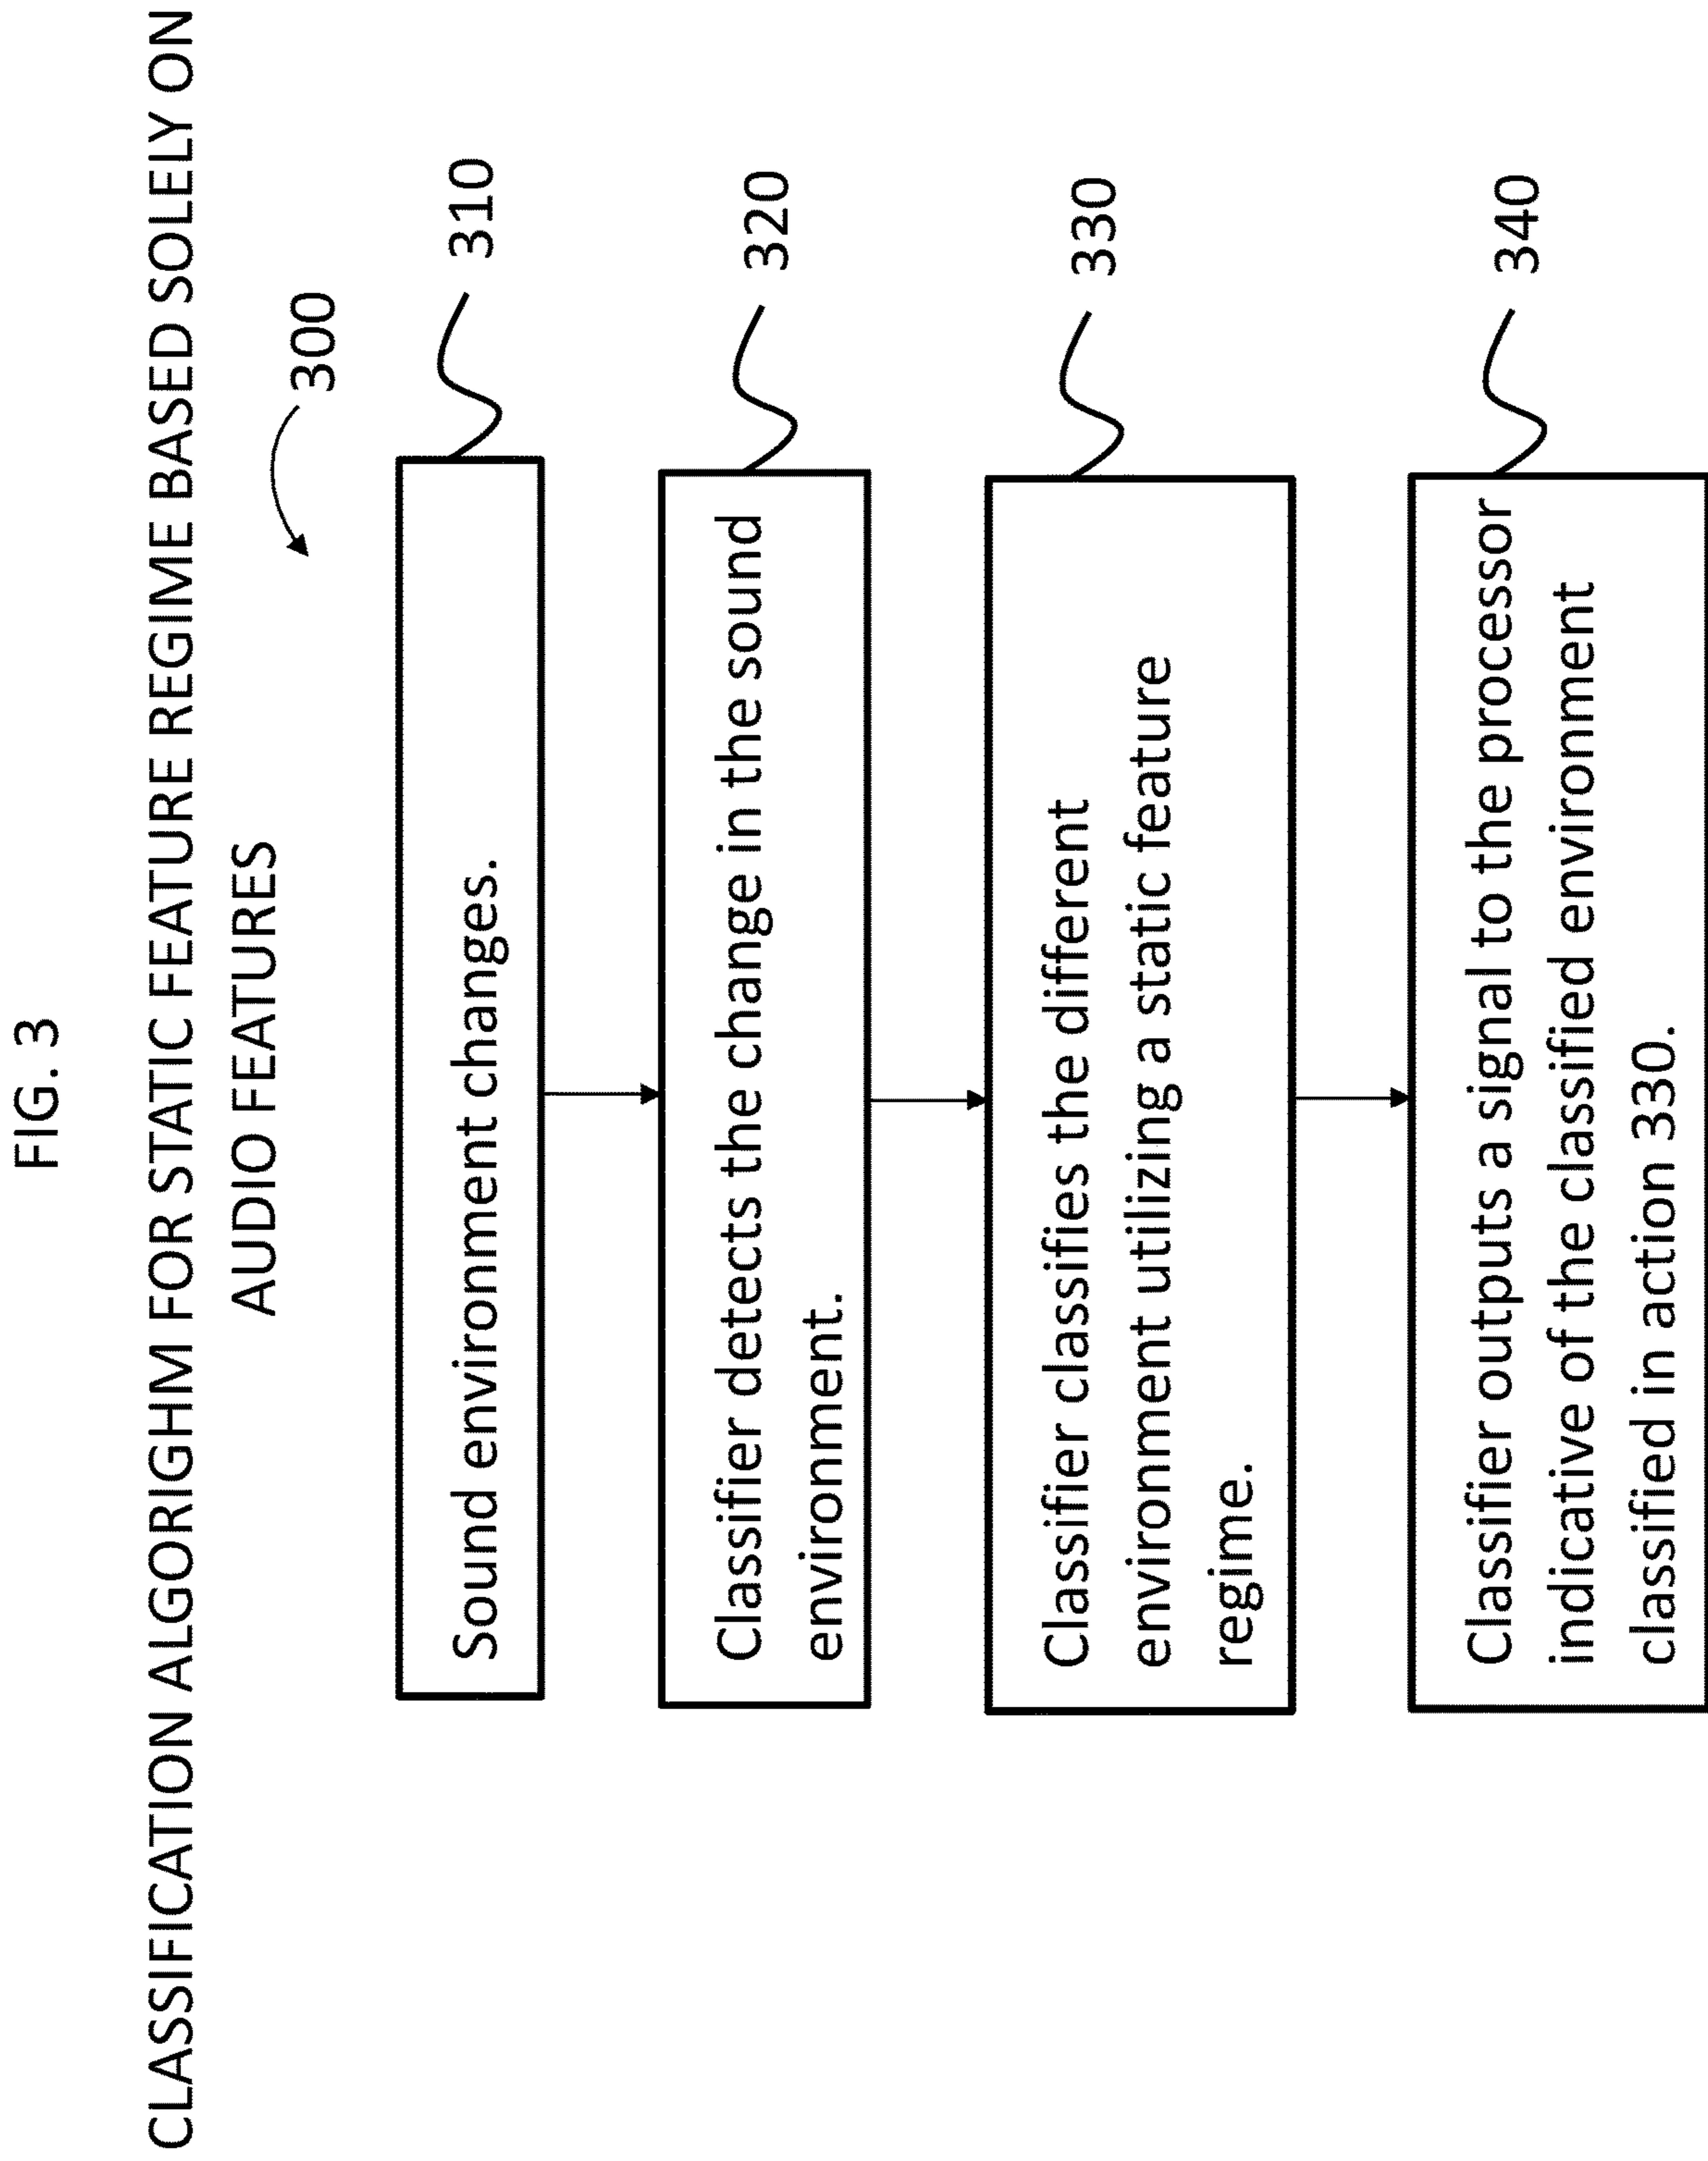 FIG. 3
CLASSIFICATION ALGORIGHM FOR STATIC FEATURE REGIME BASED SOLELY ON
AUDIO FEATURES
300
Sound environment changes.
310
Classifier detects the change in the sound
environment.
320
Classifier classifies the different
environment utilizing a static feature
regime.
330
Classifier outputs a signal to the processor
indicative of the classified environment
classified in action 330.
340